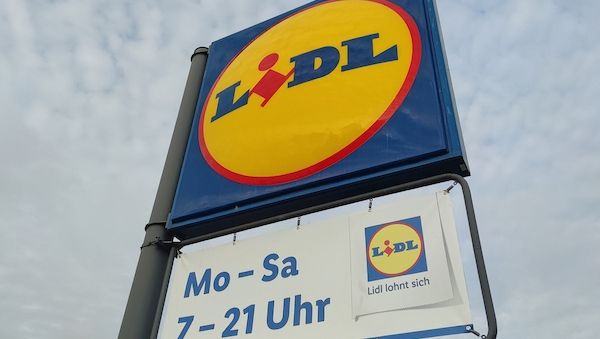 LIDL
Mo – Sa
7 – 21 Uhr
LIDL
Lidl lohnt sich